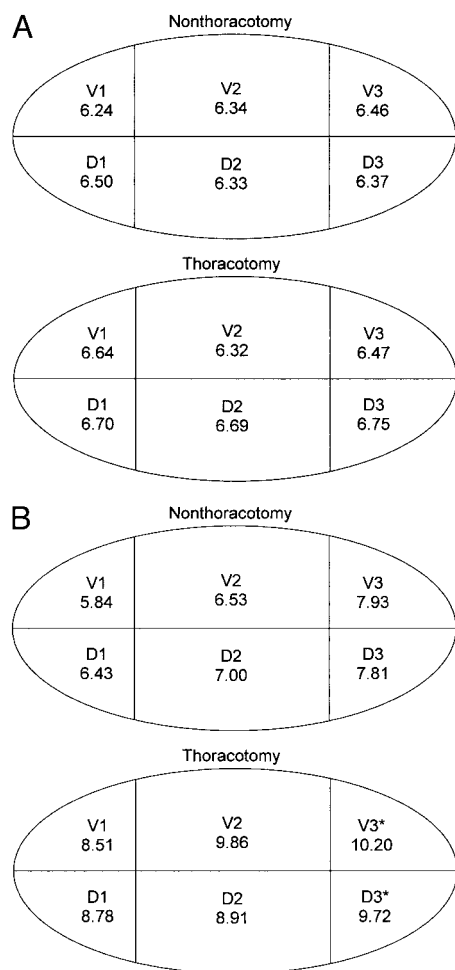 A
Nonthoracotomy
V1 V2 V3
6.24 6.34 6.46
D1 D2 D3
6.50 6.33 6.37
Thoracotomy
V1 V2 V3
6.64 6.32 6.47
D1 D2 D3
6.70 6.69 6.75
B
Nonthoracotomy
V1 V2 V3
5.84 6.53 7.93
D1 D2 D3
6.43 7.00 7.81
Thoracotomy
V1 V2 V3*
8.51 9.86 10.20
D1 D2 D3*
8.78 8.91 9.72